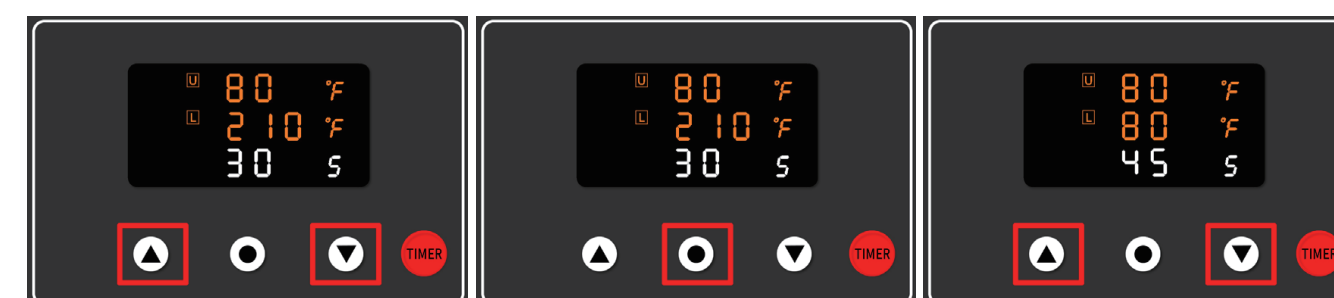 U 80 °F
L 210 °F
30 S
TIMER
U 80 °F
L 210 °F
30 S
TIMER
U 80 °F
L 80 °F
45 S
TIMER